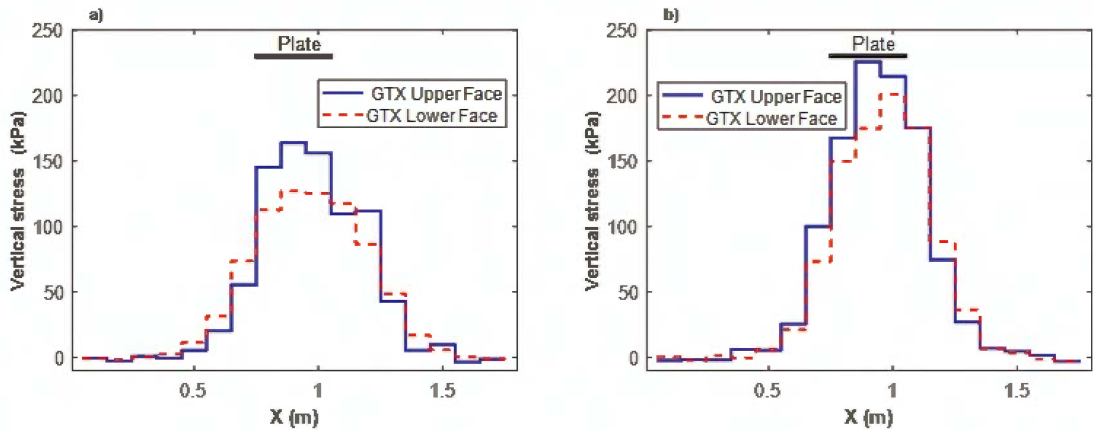 a)
250
200
150
100
50
0
Vertical stress (kPa)
Plate
GTX Upper Face
GTX Lower Face
0.5
1
1.5
X (m)
b)
250
200
150
100
50
0
Vertical stress (kPa)
Plate
GTX Upper Face
GTX Lower Face
0.5
1
1.5
X (m)